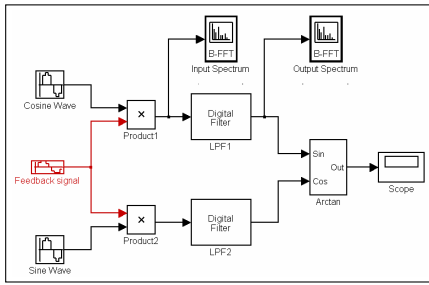 B-FFT
Input Spectrum
B-FFT
Output Spectrum
Cosine Wave
×
Product1
Digital
Filter
LPF1
Feedback signal
Sin
Cos
Out
Arctan
Scope
×
Product2
Digital
Filter
LPF2
Sine Wave